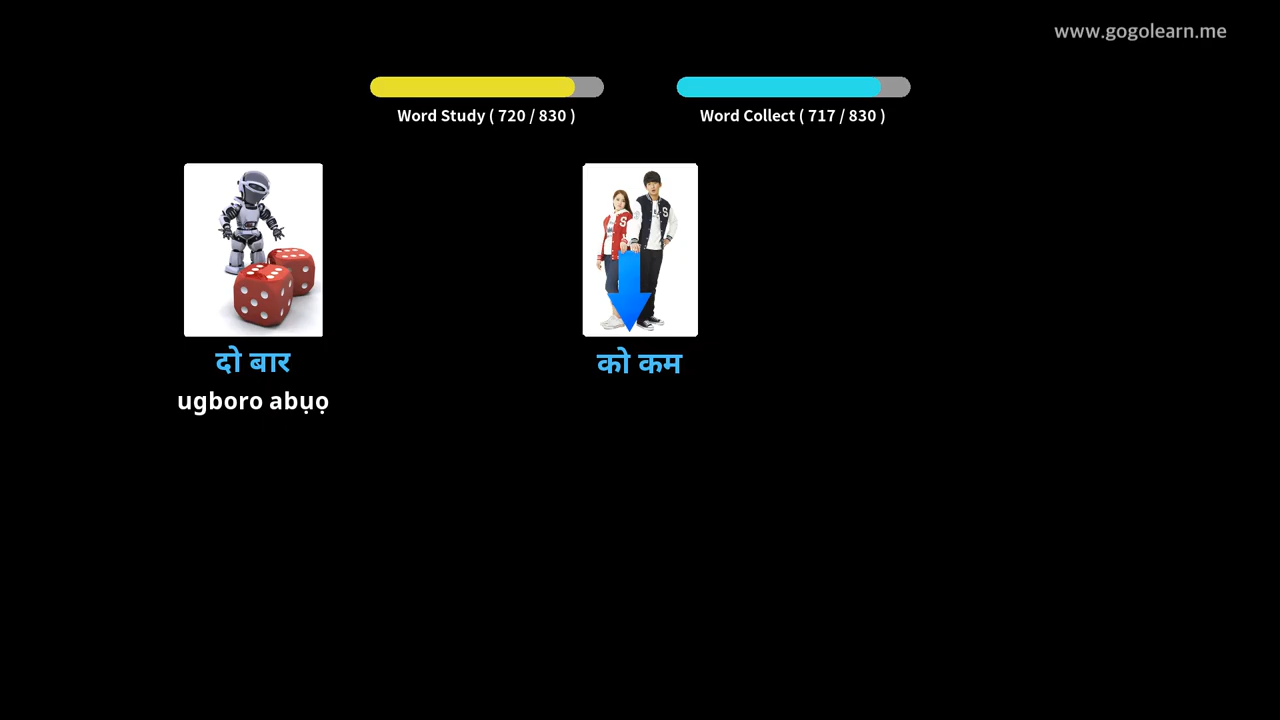 www.gogolearn.me
Word Study ( 720 / 830 )
Word Collect ( 717 / 830 )
दो बार
को कम
ugboro abụọ